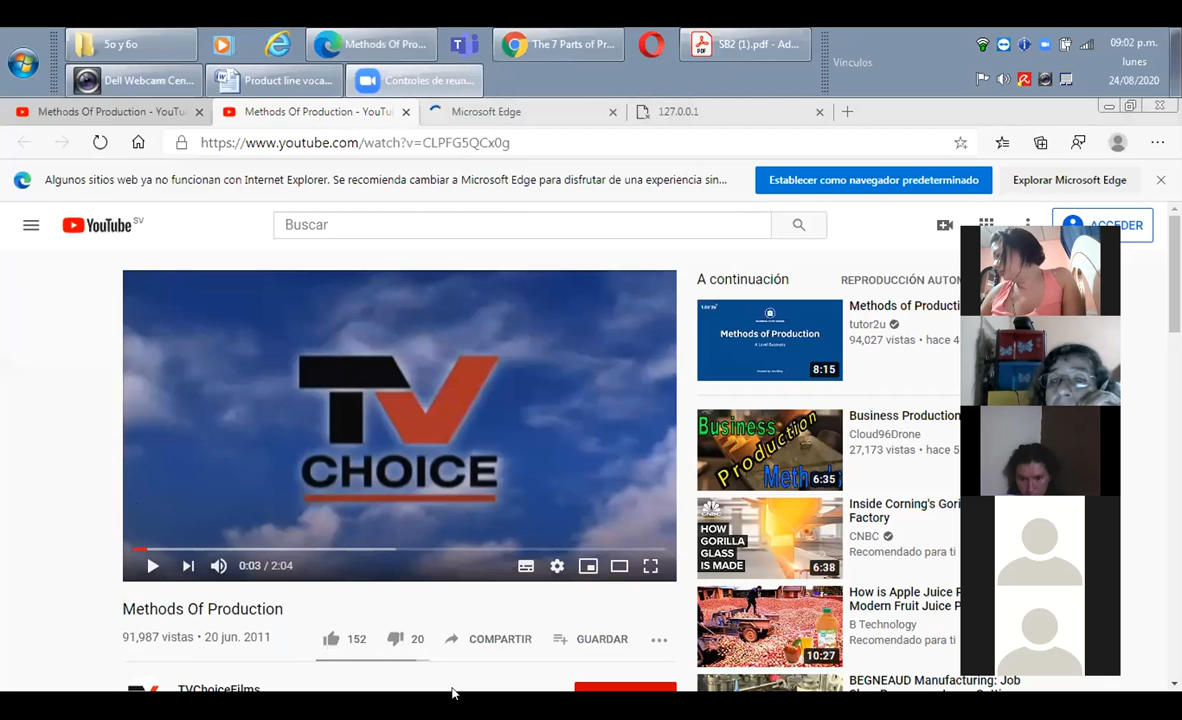 5o y 6o
Methods Of Pro...
The 7 Parts of Pr...
SB2 (1).pdf - Ad...
Vínculos
09:02 p.m.
lunes
24/08/2020
Dell Webcam Cen...
Product line voca...
Controles de reun...
Methods Of Production - YouTu
Methods Of Production - YouTu
Microsoft Edge
127.0.0.1
https://www.youtube.com/watch?v=CLPFG5QCx0g
Algunos sitios web ya no funcionan con Internet Explorer. Se recomienda cambiar a Microsoft Edge para disfrutar de una experiencia sin...
Establecer como navegador predeterminado
Explorar Microsoft Edge
YouTube SV
Buscar
ACCEDER
TV
CHOICE
0:03 / 2:04
Methods Of Production
91,987 vistas • 20 jun. 2011
152
20
COMPARTIR
GUARDAR
TVChoiceFilms
A continuación
REPRODUCCIÓN AUTOM
Methods of Production
A Level Business
8:15
Methods of Producti
tutor2u
94,027 vistas • hace 4
Business
Production
Meth
6:35
Business Production
Cloud96Drone
27,173 vistas • hace 5
CNBC
HOW
GORILLA
GLASS
IS MADE
6:38
Inside Corning's Gori
Factory
CNBC
Recomendado para ti
10:27
How is Apple Juice P
Modern Fruit Juice P
B Technology
Recomendado para ti
BEGNEAUD Manufacturing: Job